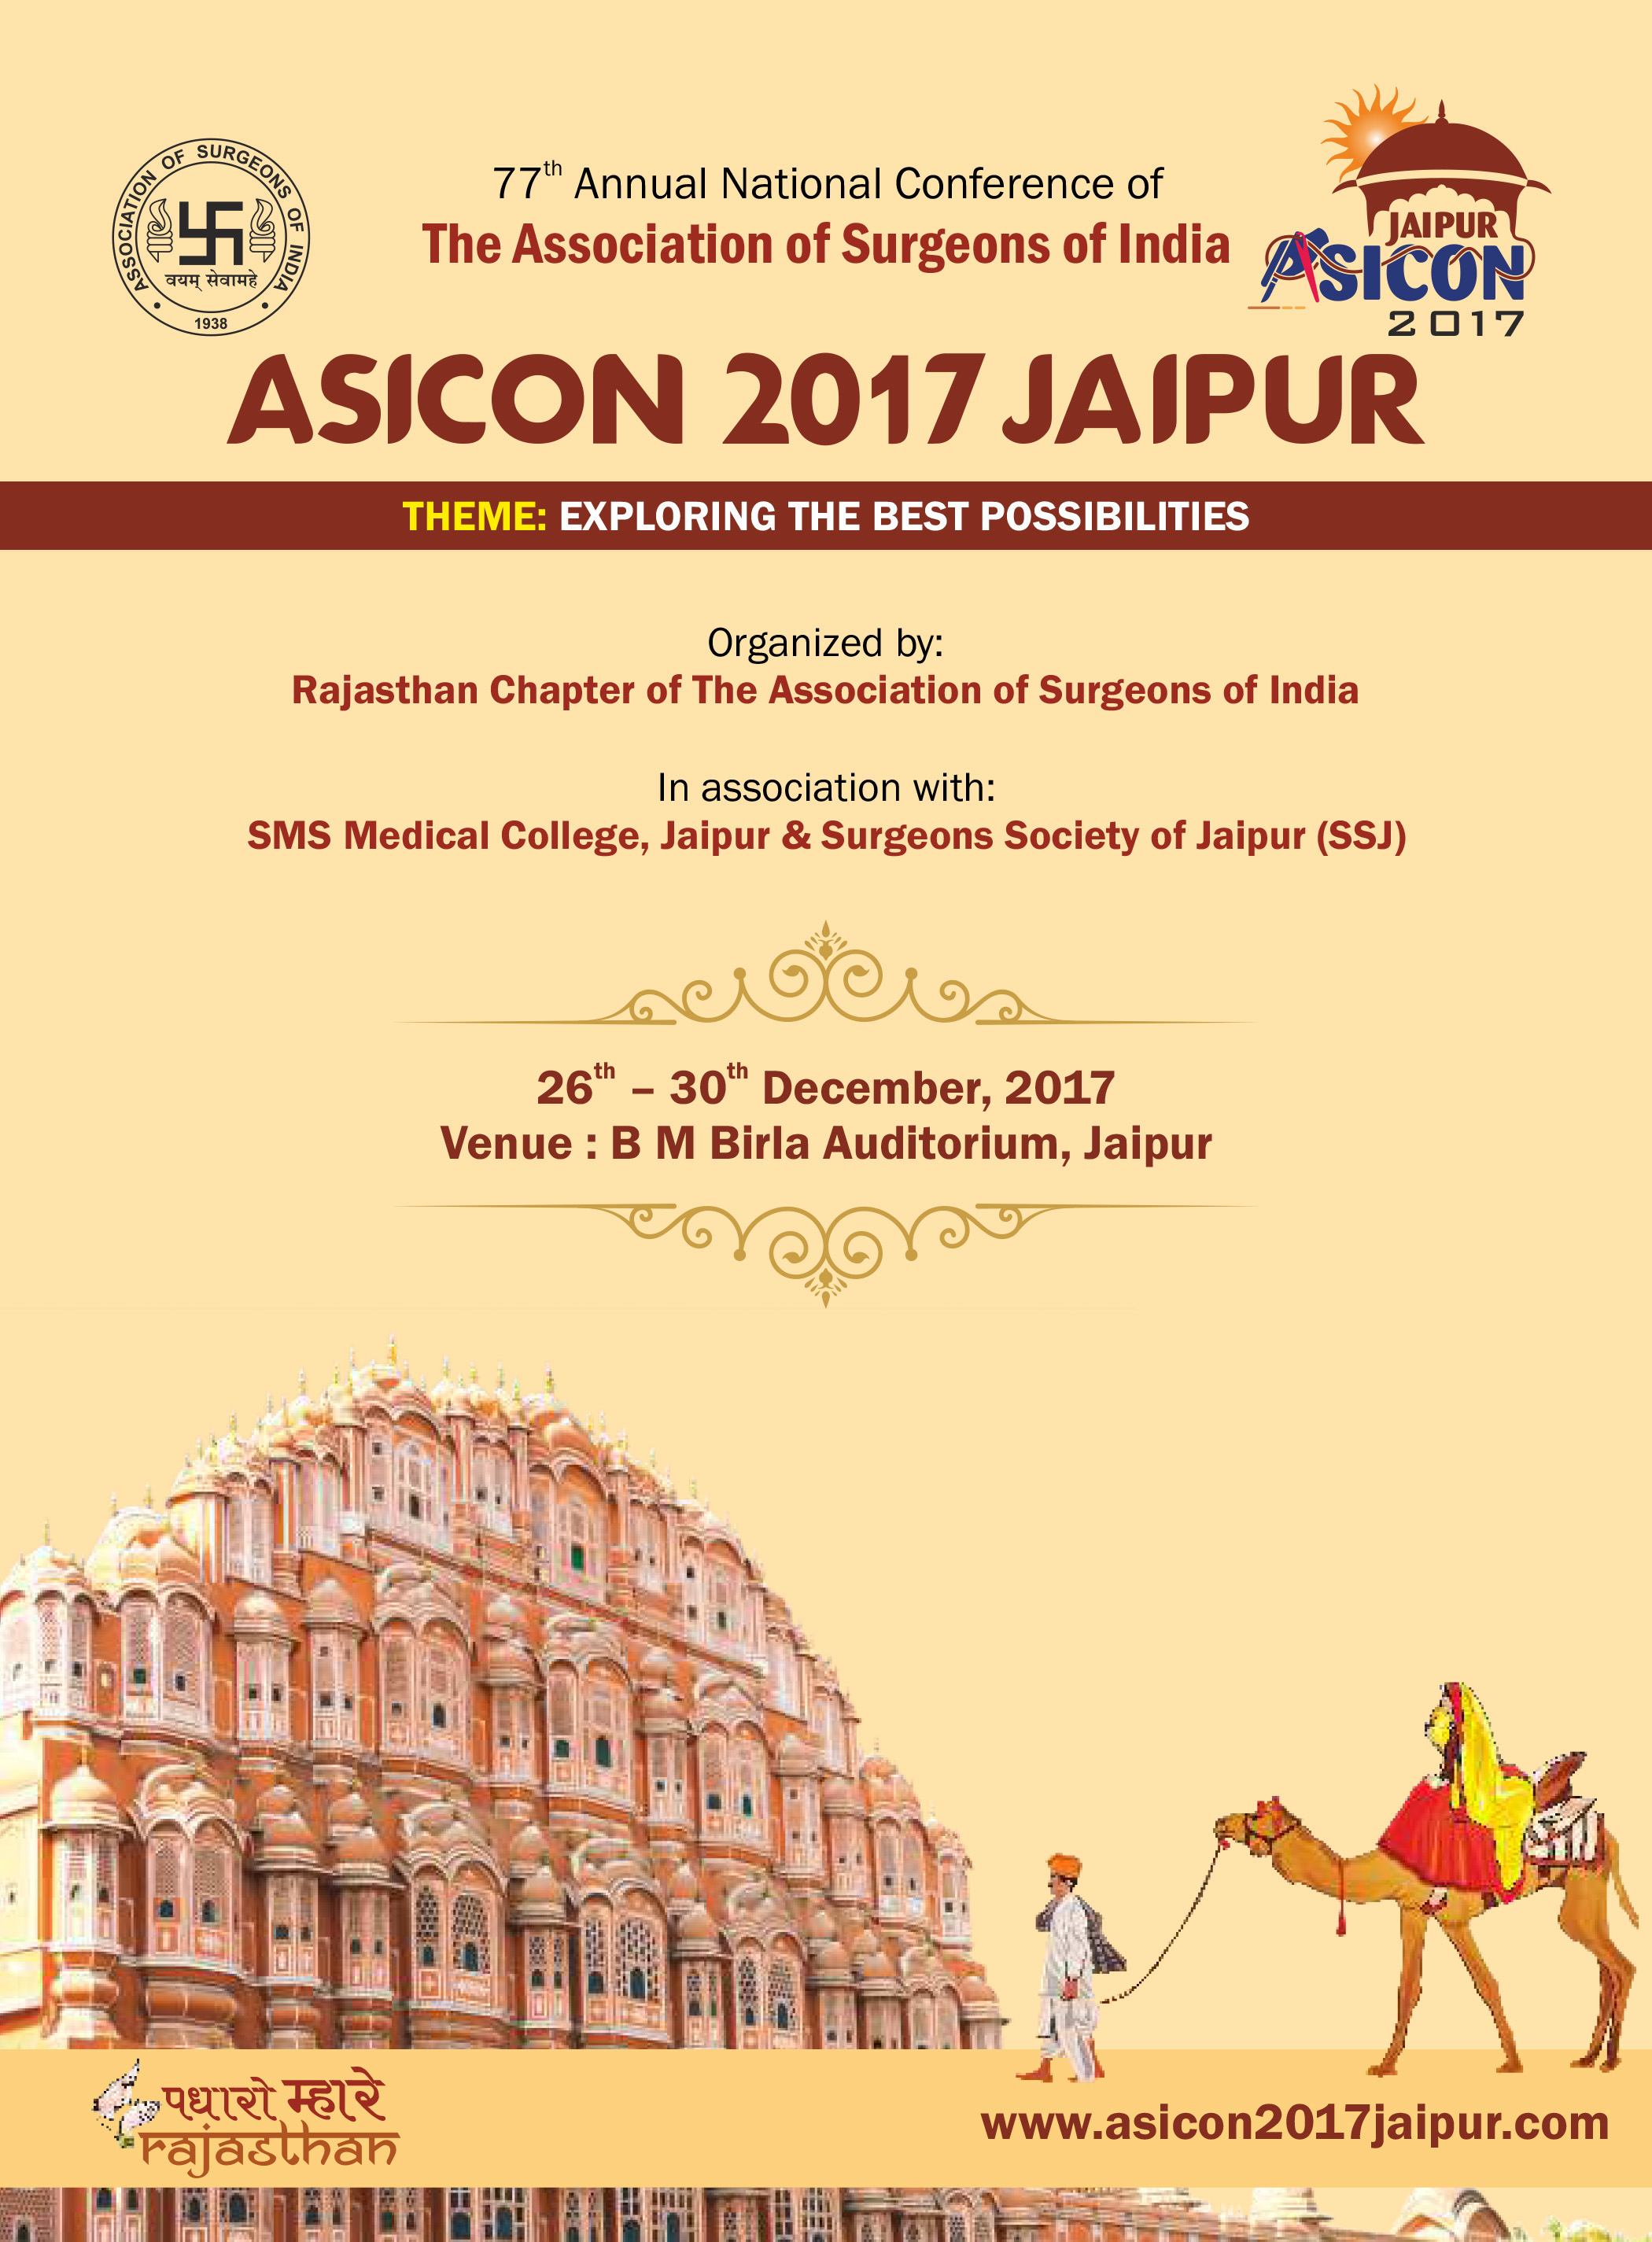 ASSOCIATION OF SURGEONS OF INDIA
वयम् सेवामहे
1938
77th Annual National Conference of
The Association of Surgeons of India
JAIPUR
ASICON
2017
ASICON 2017 JAIPUR
THEME: EXPLORING THE BEST POSSIBILITIES
Organized by:
Rajasthan Chapter of The Association of Surgeons of India
In association with:
SMS Medical College, Jaipur & Surgeons Society of Jaipur (SSJ)
26th – 30th December, 2017
Venue : B M Birla Auditorium, Jaipur
पधारो म्हारे
rajasthan
www.asicon2017jaipur.com